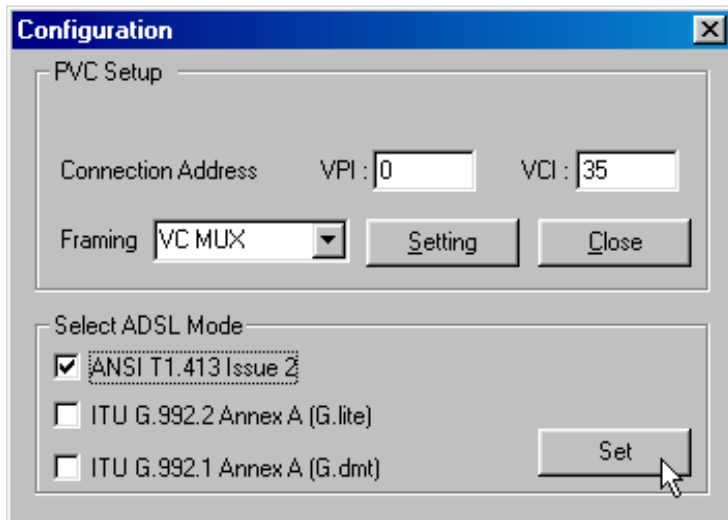 Configuration
PVC Setup
Connection Address VPI : 0 VCI : 35
Framing VC MUX Setting Close
Select ADSL Mode
ANSI T1.413 Issue 2
ITU G.992.2 Annex A (G.lite)
ITU G.992.1 Annex A (G.dmt)
Set